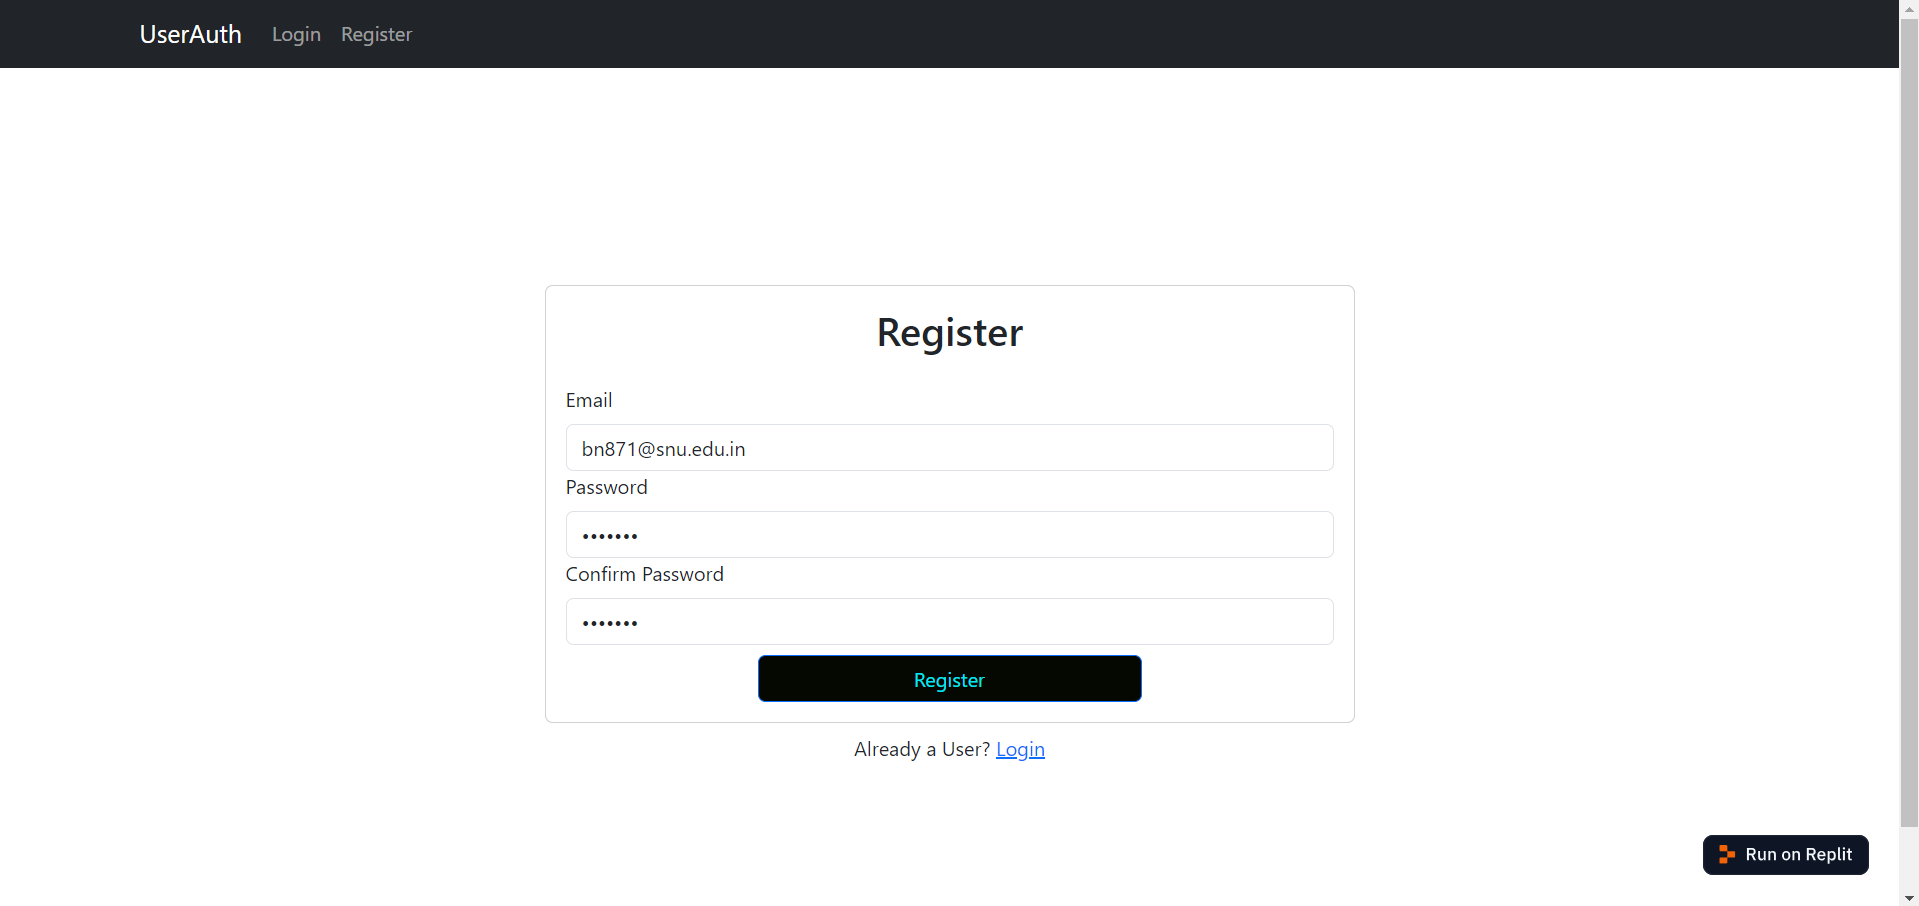 UserAuth Login Register
Register
Email
bn871@snu.edu.in
Password
•••••••
Confirm Password
•••••••
Register
Already a User? Login
Run on Replit